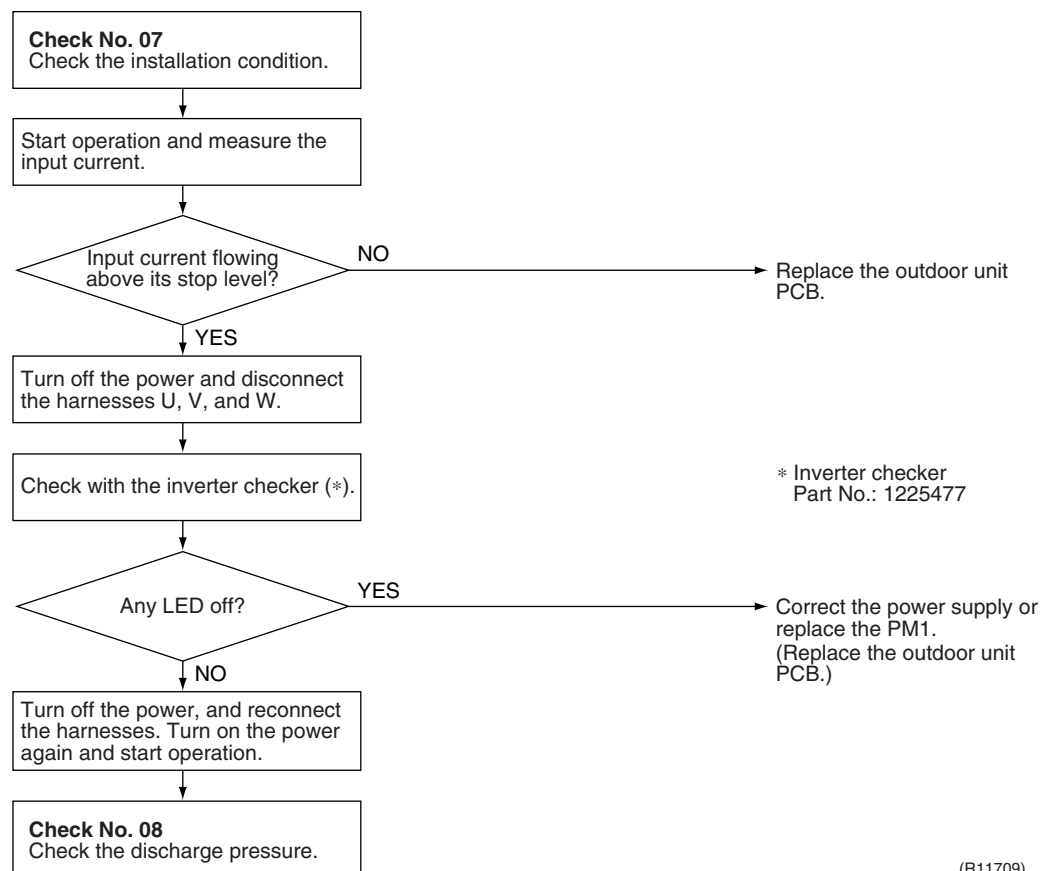 Check No. 07
Check the installation condition.
Start operation and measure the
input current.
Input current flowing
above its stop level?
NO
Replace the outdoor unit
PCB.
YES
Turn off the power and disconnect
the harnesses U, V, and W.
Check with the inverter checker (*).
* Inverter checker
Part No.: 1225477
Any LED off?
YES
Correct the power supply or
replace the PM1.
(Replace the outdoor unit
PCB.)
NO
Turn off the power, and reconnect
the harnesses. Turn on the power
again and start operation.
Check No. 08
Check the discharge pressure.
(R11709)